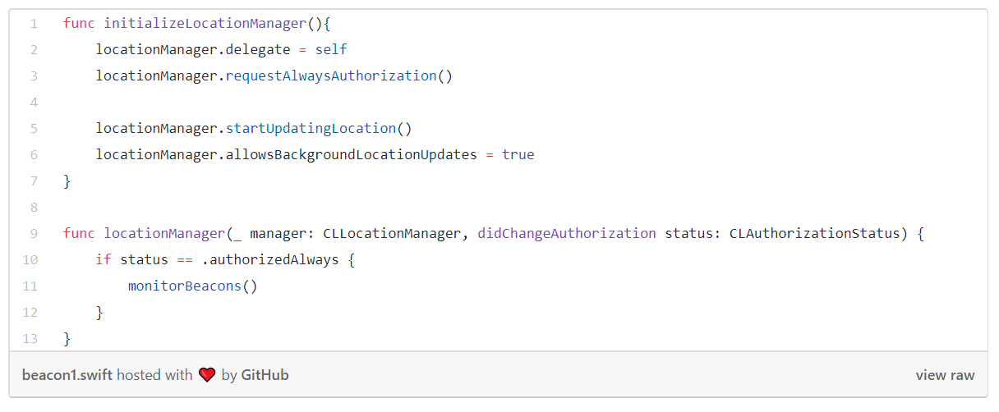 1 func initializeLocationManager(){
2 locationManager.delegate = self
3 locationManager.requestAlwaysAuthorization()
4
5 locationManager.startUpdatingLocation()
6 locationManager.allowsBackgroundLocationUpdates = true
7 }
8
9 func locationManager(_ manager: CLLocationManager, didChangeAuthorization status: CLAuthorizationStatus) {
10 if status == .authorizedAlways {
11 monitorBeacons()
12 }
13 }
beacon1.swift hosted with ❤ by GitHub view raw